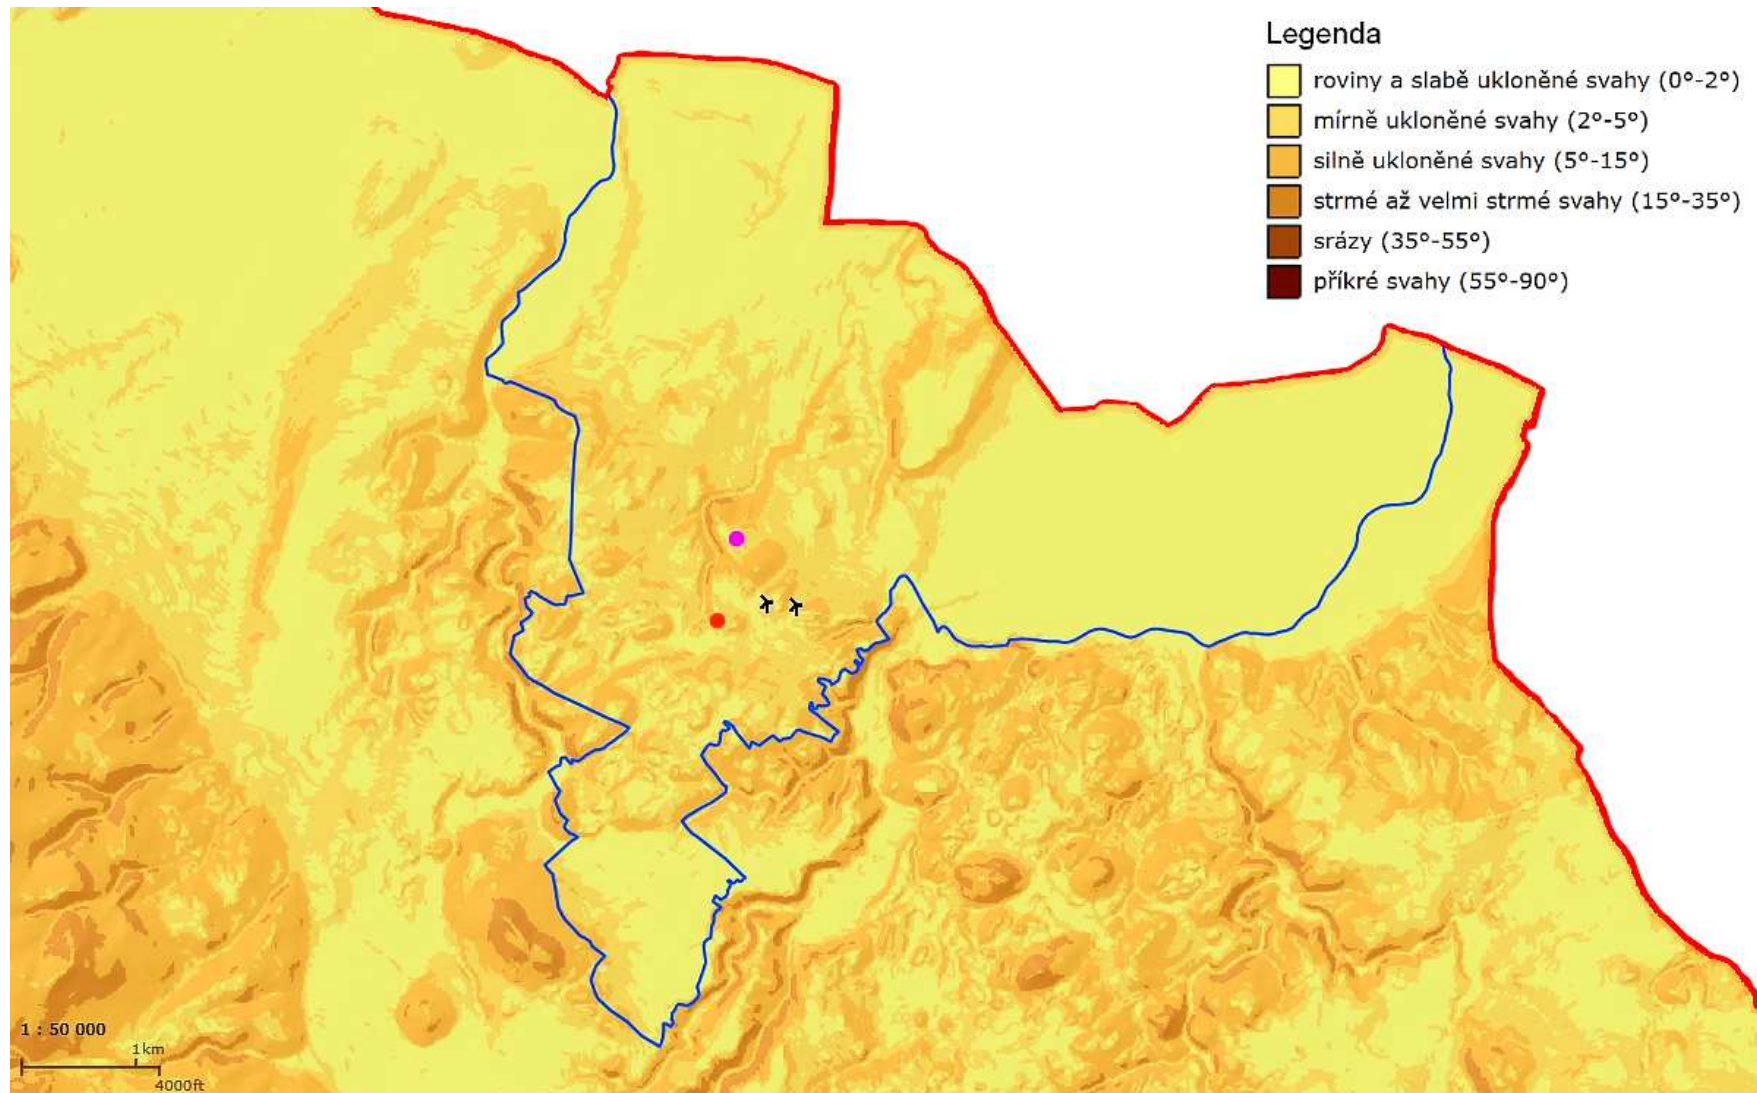 Legenda
roviny a slabě ukloněné svahy (0°-2°)
mírně ukloněné svahy (2°-5°)
silně ukloněné svahy (5°-15°)
strmé až velmi strmé svahy (15°-35°)
srázy (35°-55°)
příkré svahy (55°-90°)
1 : 50 000
1km
4000ft